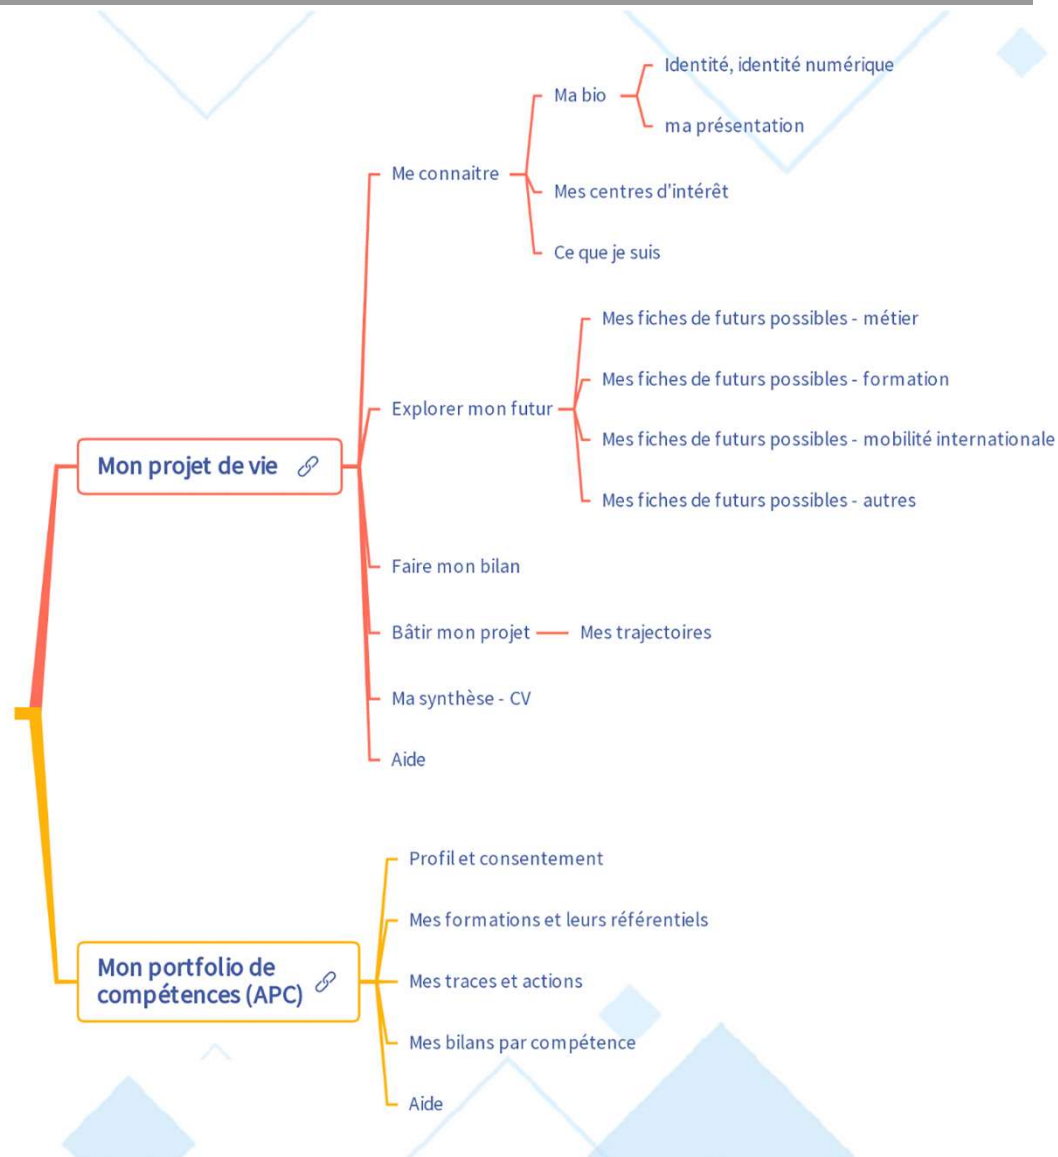 Mon projet de vie
Me connaitre
Ma bio
Identité, identité numérique
ma présentation
Mes centres d'intérêt
Ce que je suis
Explorer mon futur
Mes fiches de futurs possibles - métier
Mes fiches de futurs possibles - formation
Mes fiches de futurs possibles - mobilité internationale
Mes fiches de futurs possibles - autres
Faire mon bilan
Bâtir mon projet
Mes trajectoires
Ma synthèse - CV
Aide
Mon portfolio de
compétences (APC)
Profil et consentement
Mes formations et leurs référentiels
Mes traces et actions
Mes bilans par compétence
Aide